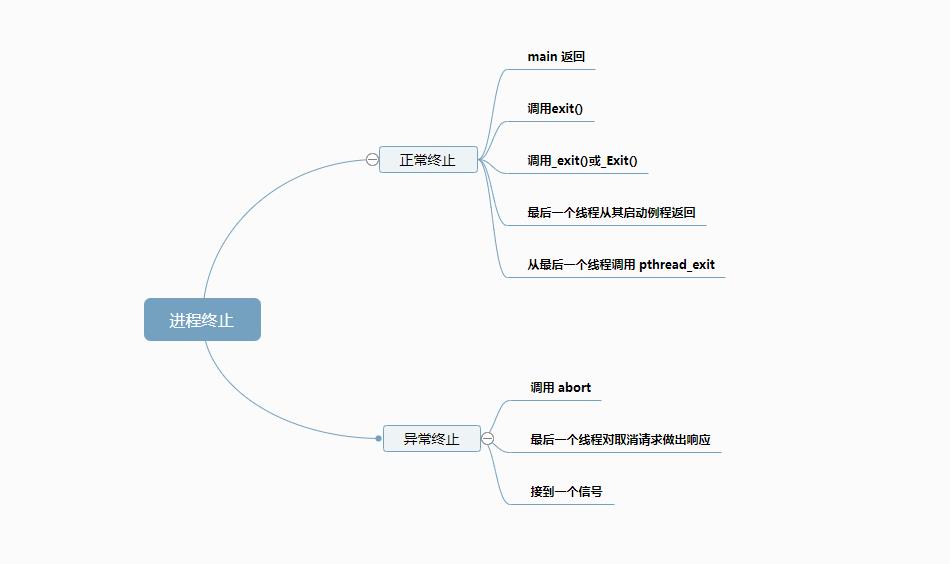 main 返回
调用exit()
正常终止
调用_exit()或_Exit()
最后一个线程从其启动例程返回
从最后一个线程调用 pthread_exit
进程终止
调用 abort
异常终止
最后一个线程对取消请求做出响应
接到一个信号